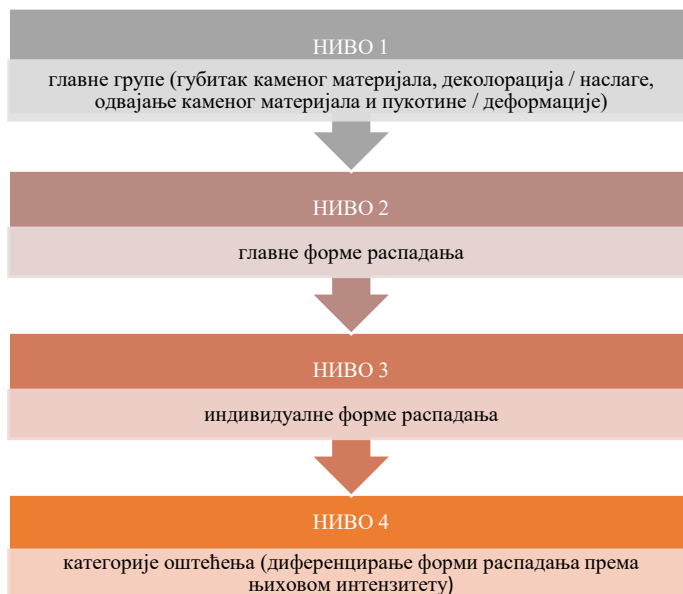 НИВО 1
главне групе (губитак каменог материјала, деколорација / наслаге,
одвајање каменог материјала и пукотине / деформације)
НИВО 2
главне форме распадања
НИВО 3
индивидуалне форме распадања
НИВО 4
категорије оштећења (диференцирање форми распадања према
њиховом интензитету)